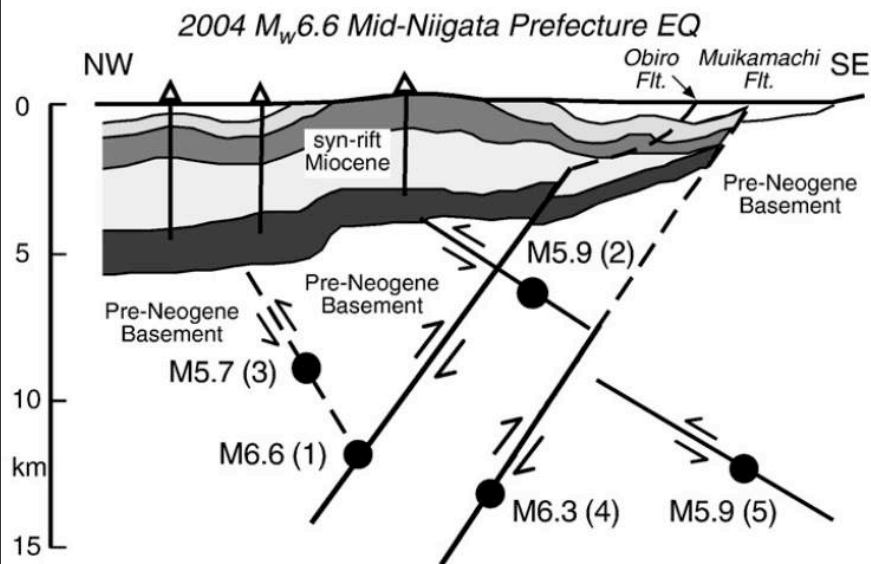 2004 Mw6.6 Mid-Niigata Prefecture EQ
NW
Obiro
Flt.
Muikamachi
Flt.
SE
0
syn-rift
Miocene
Pre-Neogene
Basement
5
M5.9 (2)
Pre-Neogene
Basement
Pre-Neogene
Basement
M5.7 (3)
10
M6.6 (1)
km
M6.3 (4)
M5.9 (5)
15